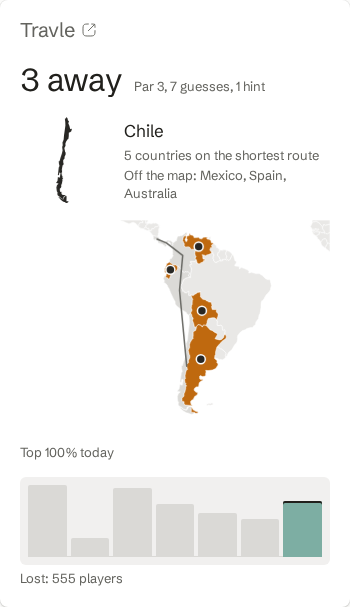 Travle
3 away Par 3, 7 guesses, 1 hint
Chile
5 countries on the shortest route
Off the map: Mexico, Spain,
Australia
Top 100% today
Lost: 555 players